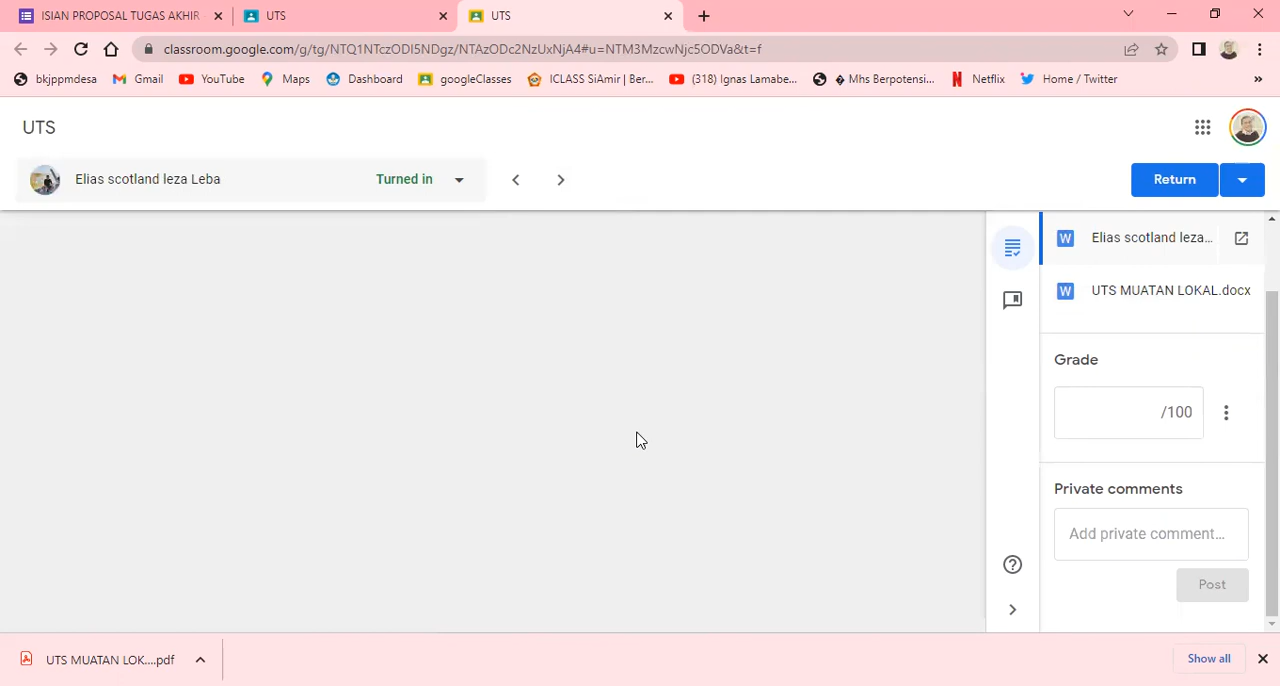 ISIAN PROPOSAL TUGAS AKHIR
UTS
UTS
classroom.google.com/g/tg/NTQ1NTczODI5NDgz/NTAzODc2NzUxNjA4#u=NTM3MzcwNjc5ODVa&t=f
bkjppmdesa
Gmail
YouTube
Maps
Dashboard
googleClasses
ICLASS SiAmir | Ber...
(318) Ignas Lamabe...
� Mhs Berpotensi...
Netflix
Home / Twitter
»
UTS
Elias scotland leza Leba
Turned in
Return
Elias scotland leza...
UTS MUATAN LOKAL.docx
Grade
/100
Private comments
Add private comment...
Post
UTS MUATAN LOK....pdf
Show all